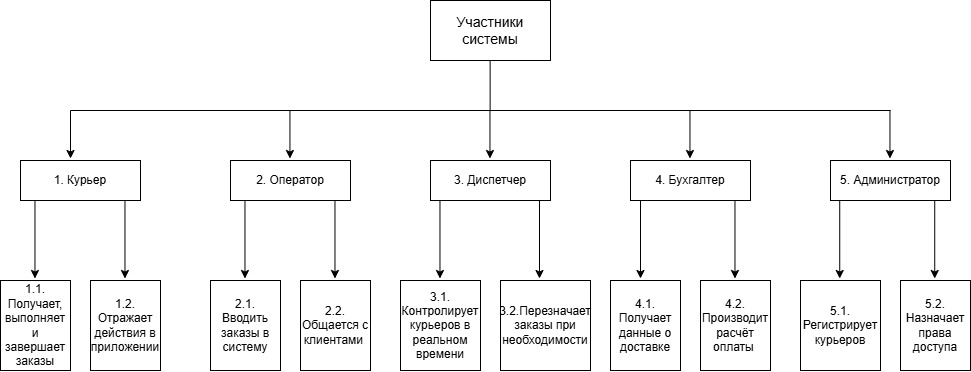 Участники
системы
1. Курьер
2. Оператор
3. Диспетчер
4. Бухгалтер
5. Администратор
1.1.
Получает,
выполняет
и
завершает
заказы
1.2.
Отражает
действия в
приложении
2.1.
Вводить
заказы в
систему
2.2.
Общается с
клиентами
3.1.
Контролирует
курьеров в
реальном
времени
3.2.Перезначает
заказы при
необходимости
4.1.
Получает
данные о
доставке
4.2.
Производит
расчёт
оплаты
5.1.
Регистрирует
курьеров
5.2.
Назначает
права
доступа